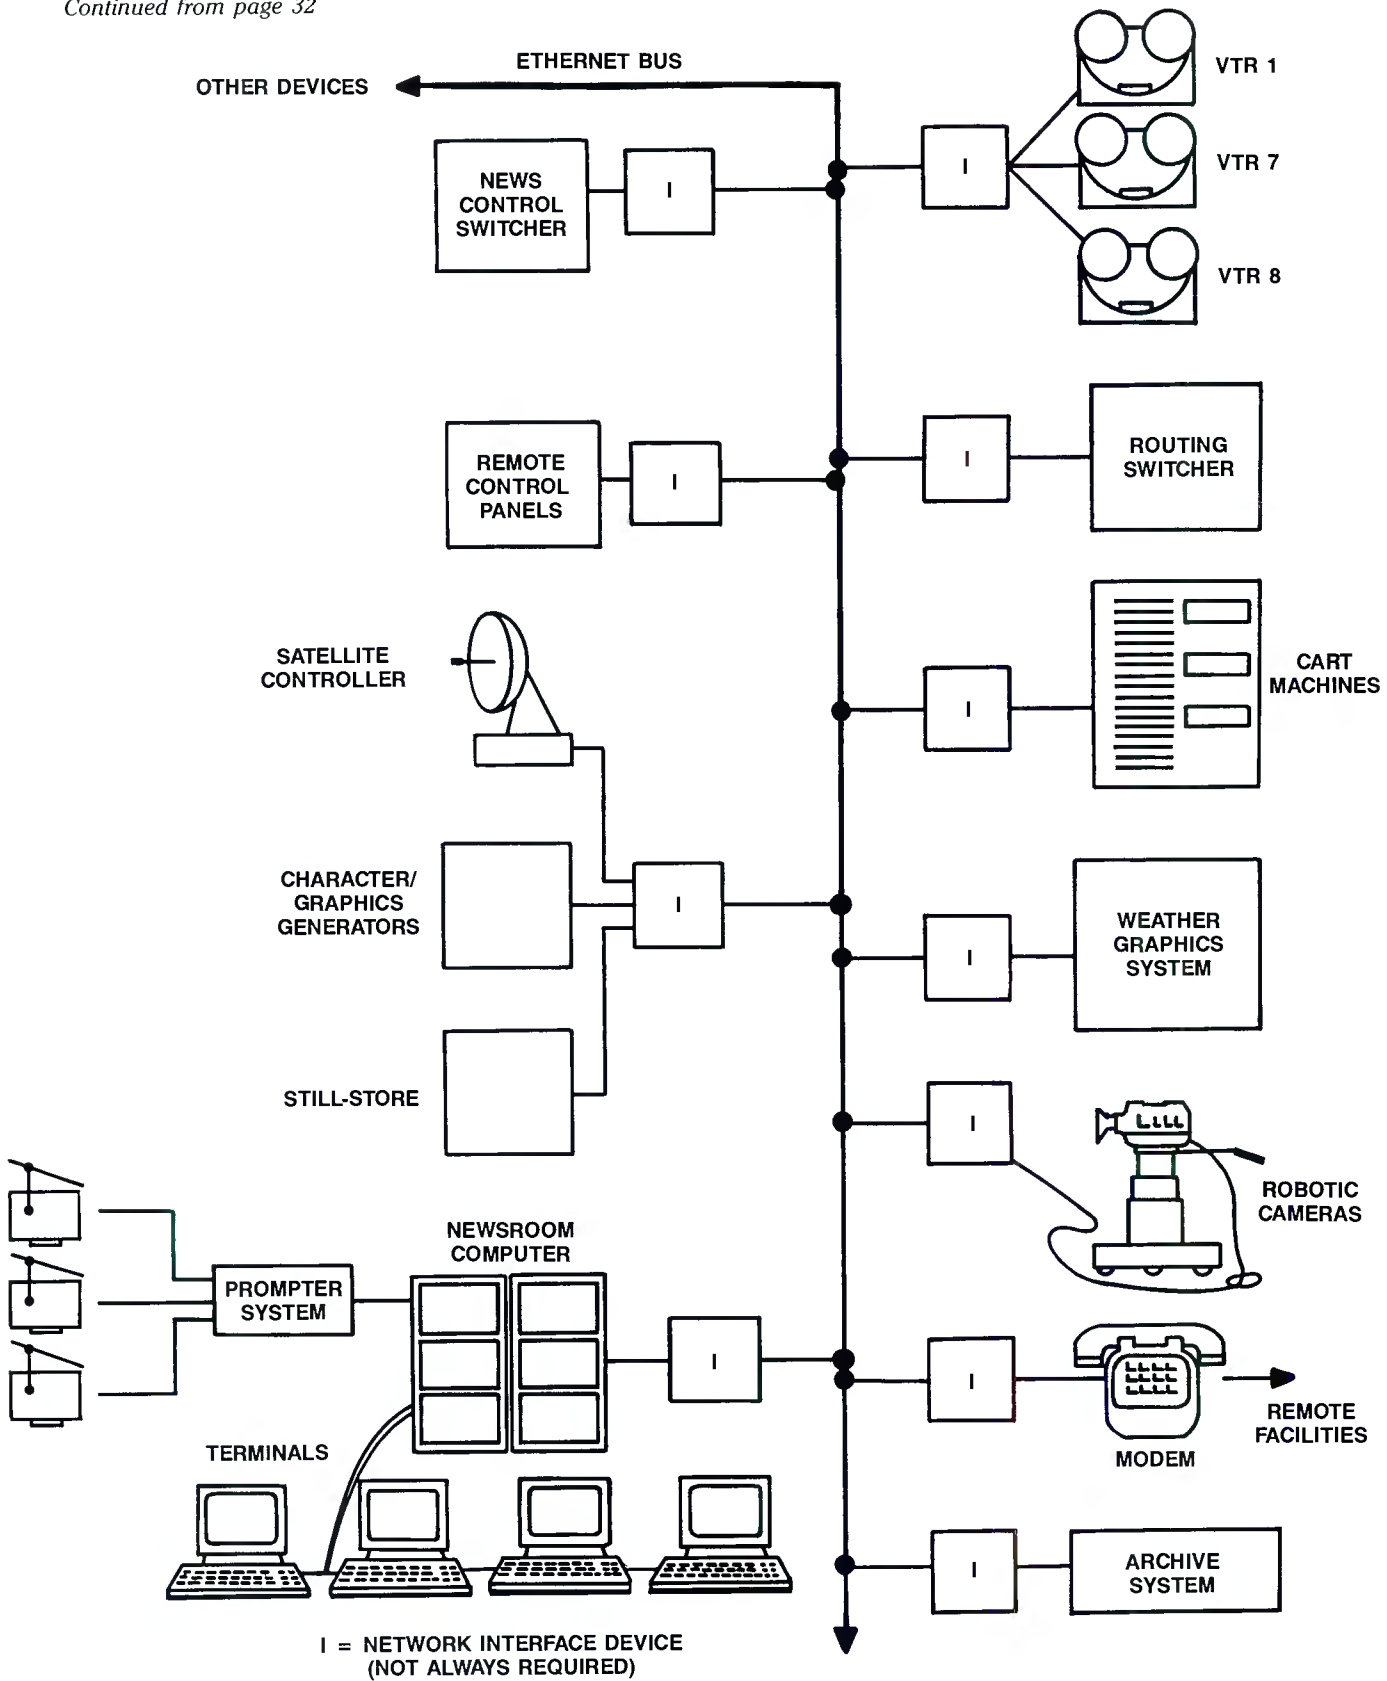 Continued from page 32
ETHERNET BUS
OTHER DEVICES
VTR 1
VTR 7
VTR 8
NEWS
CONTROL
SWITCHER
I
I
REMOTE
CONTROL
PANELS
I
I
ROUTING
SWITCHER
SATELLITE
CONTROLLER
I
CART
MACHINES
CHARACTER/
GRAPHICS
GENERATORS
I
I
WEATHER
GRAPHICS
SYSTEM
STILL-STORE
I
ROBOTIC
CAMERAS
NEWSROOM
COMPUTER
PROMPTER
SYSTEM
I
I
REMOTE
FACILITIES
MODEM
TERMINALS
I
ARCHIVE
SYSTEM
I = NETWORK INTERFACE DEVICE
(NOT ALWAYS REQUIRED)